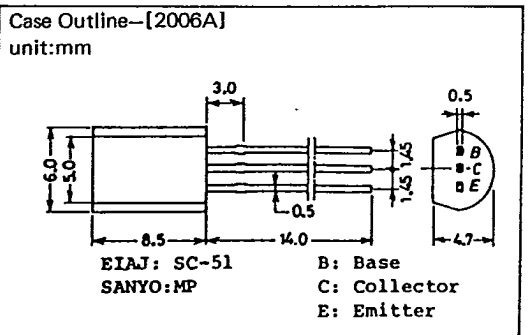 Case Outline-[2006A]
unit:mm
3.0
0.5
6.0
5.0
1.45
1.45
B
C
E
0.5
8.5
14.0
4.7
EIAJ: SC-51
SANYO:MP
B: Base
C: Collector
E: Emitter